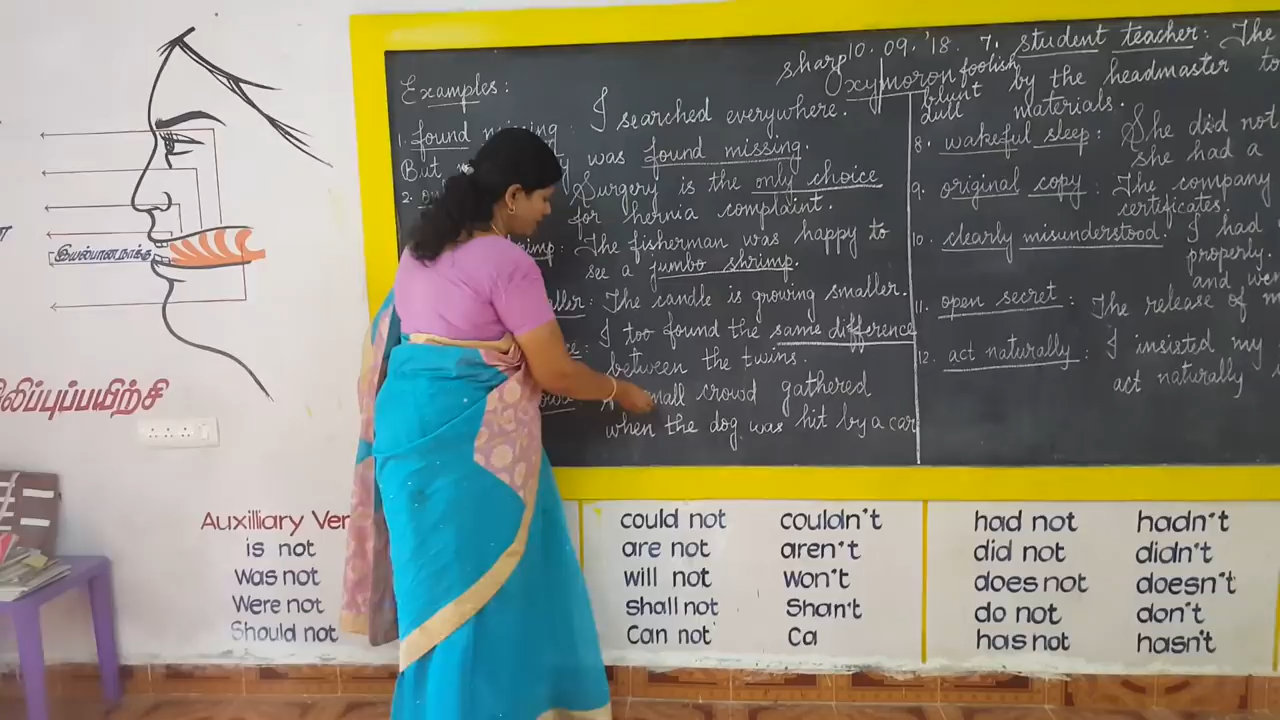 Examples:
1. found missing: I searched everywhere.
But was found missing.
2. Surgery is the only choice
for hernia complaint.
The fisherman was happy to
see a jumbo shrimp.
The candle is growing smaller.
I too found the same difference
between the twins.
small crowd gathered
when the dog was hit by a car
10.09.'18.
Oxymoron
sharp foolish
blunt dull
7. student teacher: The
by the headmaster to
materials.
8. wakeful sleep: She did not
she had a
9. original copy: The company
certificates.
10. clearly misunderstood: I had
properly.
and wen
11. open secret: The release of
12. act naturally: I insisted my
act naturally
இயல்பான நாக்கு
லிப்புப்பயிற்சி
Auxilliary Ver
is not
was not
Were not
Should not
could not couldn't
are not aren't
will not won't
shall not Shan't
Can not Ca
had not hadn't
did not didn't
does not doesn't
do not don't
has not hasn't